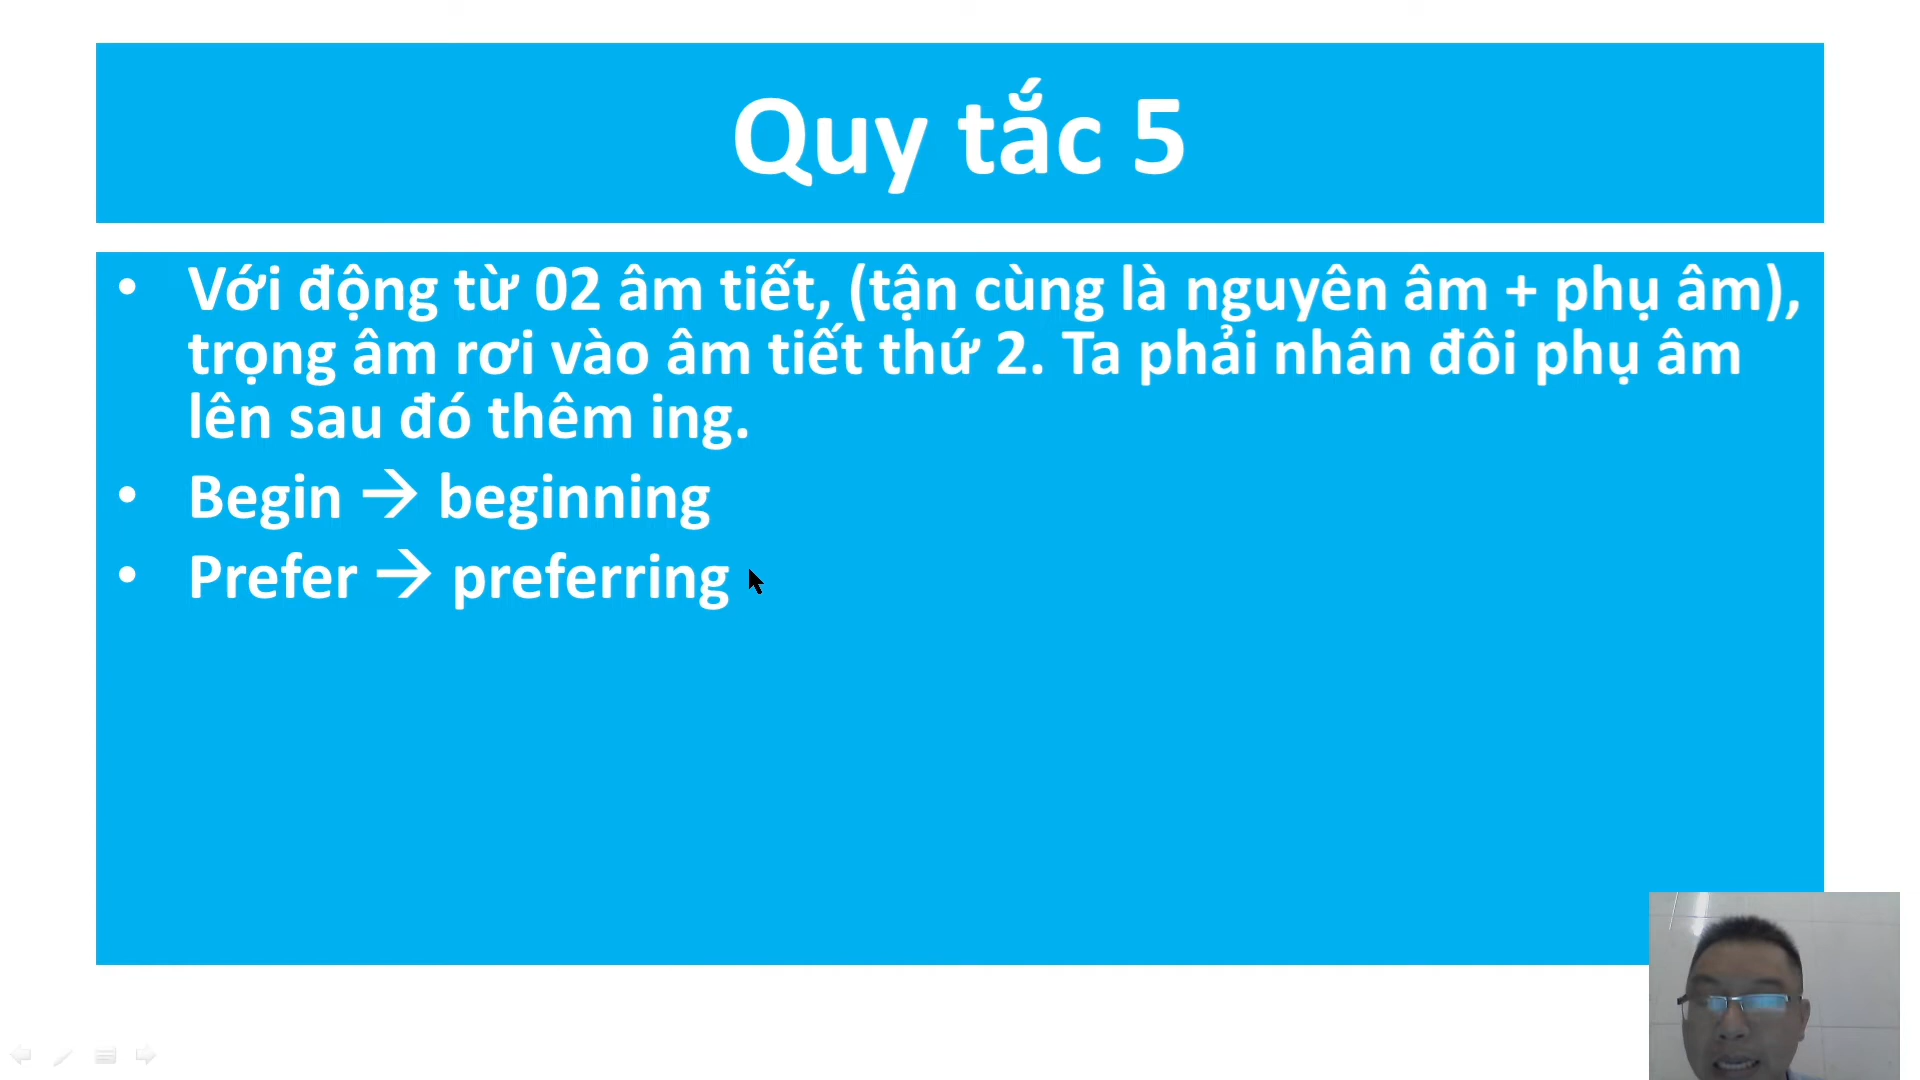 Quy tắc 5
• Với động từ 02 âm tiết, (tận cùng là nguyên âm + phụ âm),
trọng âm rơi vào âm tiết thứ 2. Ta phải nhân đôi phụ âm
lên sau đó thêm ing.
• Begin → beginning
• Prefer → preferring